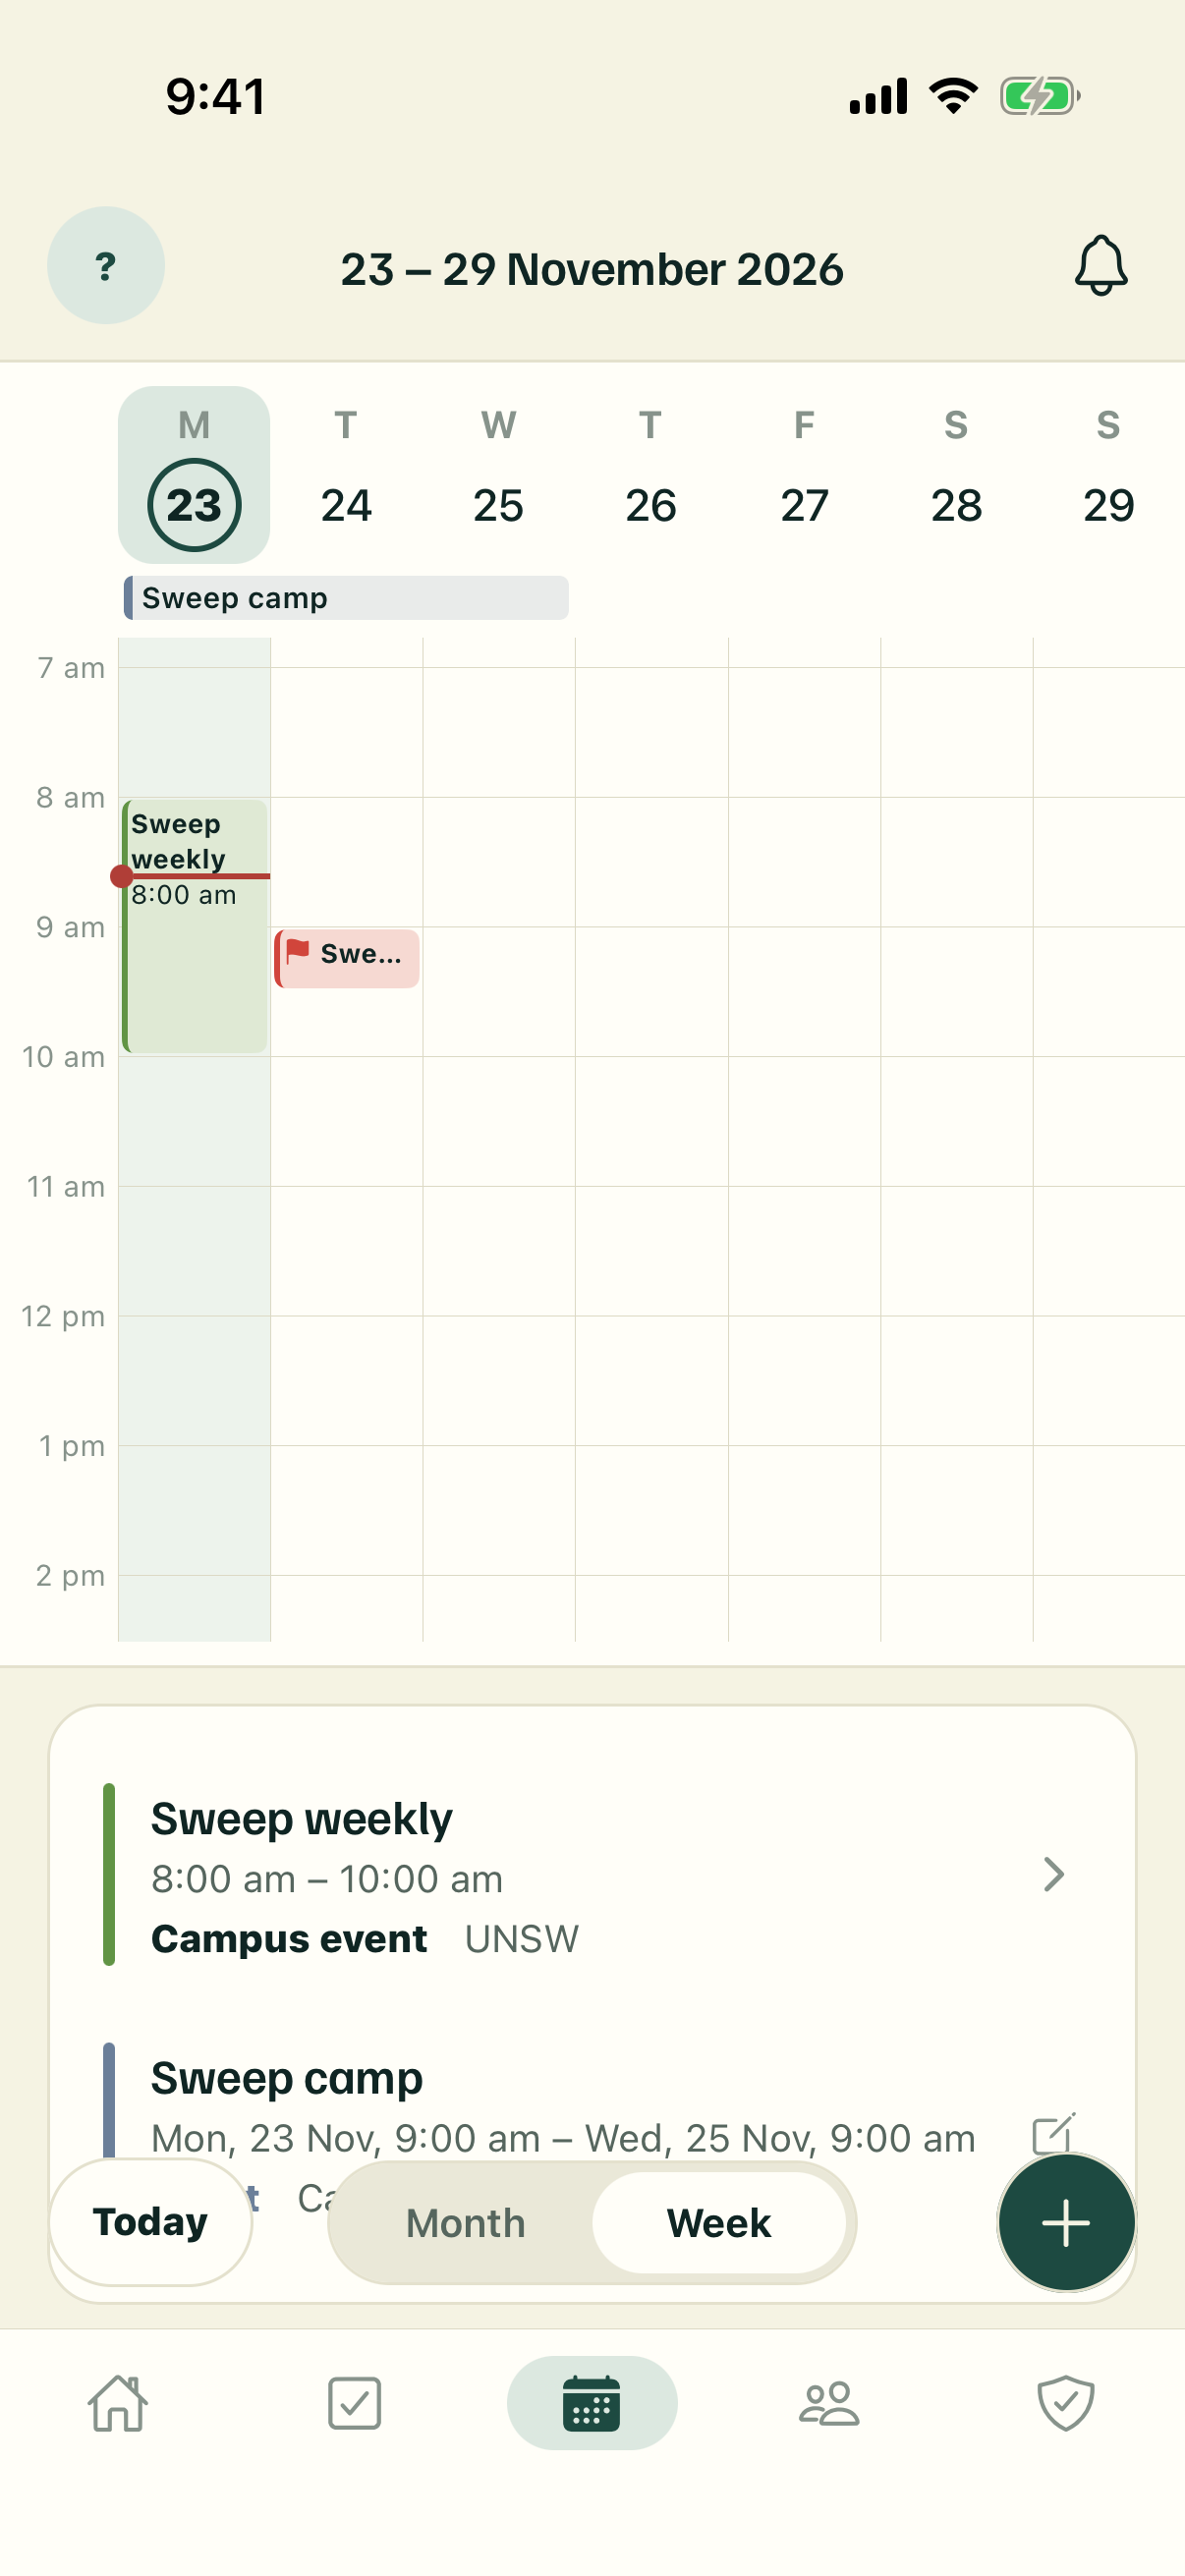 9:41
?
23 – 29 November 2026
M T W T F S S
23 24 25 26 27 28 29
Sweep camp
7 am
8 am
Sweep
weekly
8:00 am
9 am
Swe...
10 am
11 am
12 pm
1 pm
2 pm
Sweep weekly
8:00 am – 10:00 am
Campus event UNSW
Sweep camp
Mon, 23 Nov, 9:00 am – Wed, 25 Nov, 9:00 am
Today Month Week